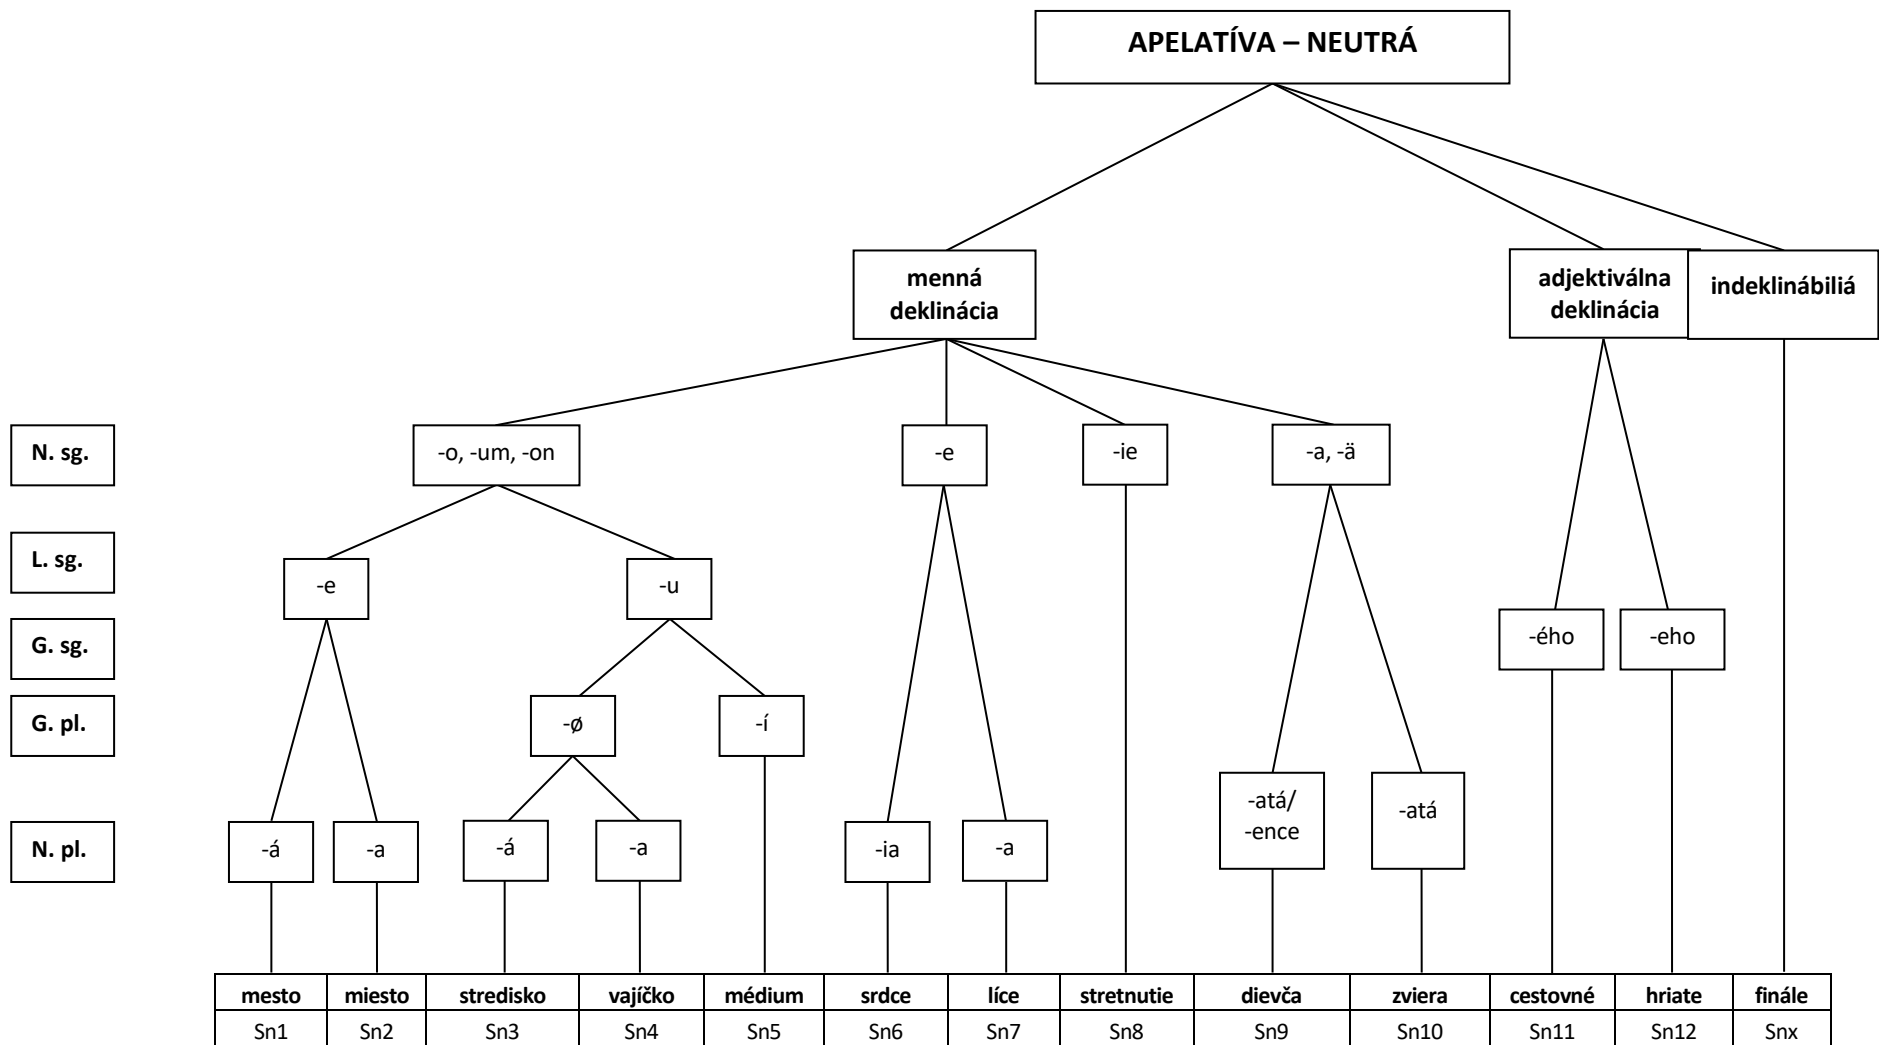 APELATÍVA – NEUTRÁ
menná
deklinácia
adjektiválna
deklinácia
indeklinábiliá
N. sg.
-o, -um, -on
-e
-ie
-a, -ä
L. sg.
-e
-u
G. sg.
-ého
-eho
G. pl.
-ø
-í
N. pl.
-á
-a
-á
-a
-ia
-a
-atá/
-ence
-atá
mesto miesto stredisko vajíčko médium srdce líce stretnutie dievča zviera cestovné hriate finále
Sn1 Sn2 Sn3 Sn4 Sn5 Sn6 Sn7 Sn8 Sn9 Sn10 Sn11 Sn12 Snx